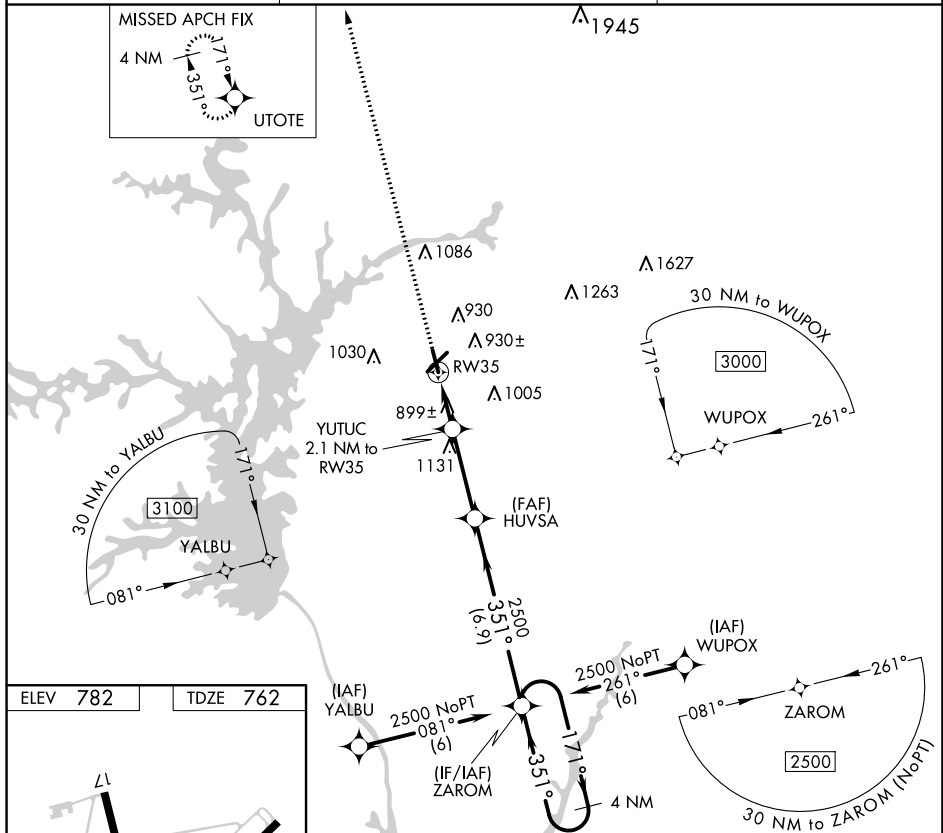 MISSED APCH FIX
4 NM
171°
351°
UTOTE
1945
1086
1627
1263
930
930±
1030
RW35
1005
899±
YUTUC
2.1 NM to
RW35
1131
30 NM to WUPOX
3000
171°
WUPOX
261°
30 NM to YALBU
171°
3100
YALBU
081°
(FAF)
HUVSA
2500
351°
(6.9)
(IAF)
WUPOX
2500 NoPT
261°
(6)
(IAF)
YALBU
2500 NoPT
081°
(6)
(IF/IAF)
ZAROM
171°
351°
4 NM
081°
261°
ZAROM
2500
30 NM to ZAROM (NoPT)
ELEV 782
TDZE 762
17